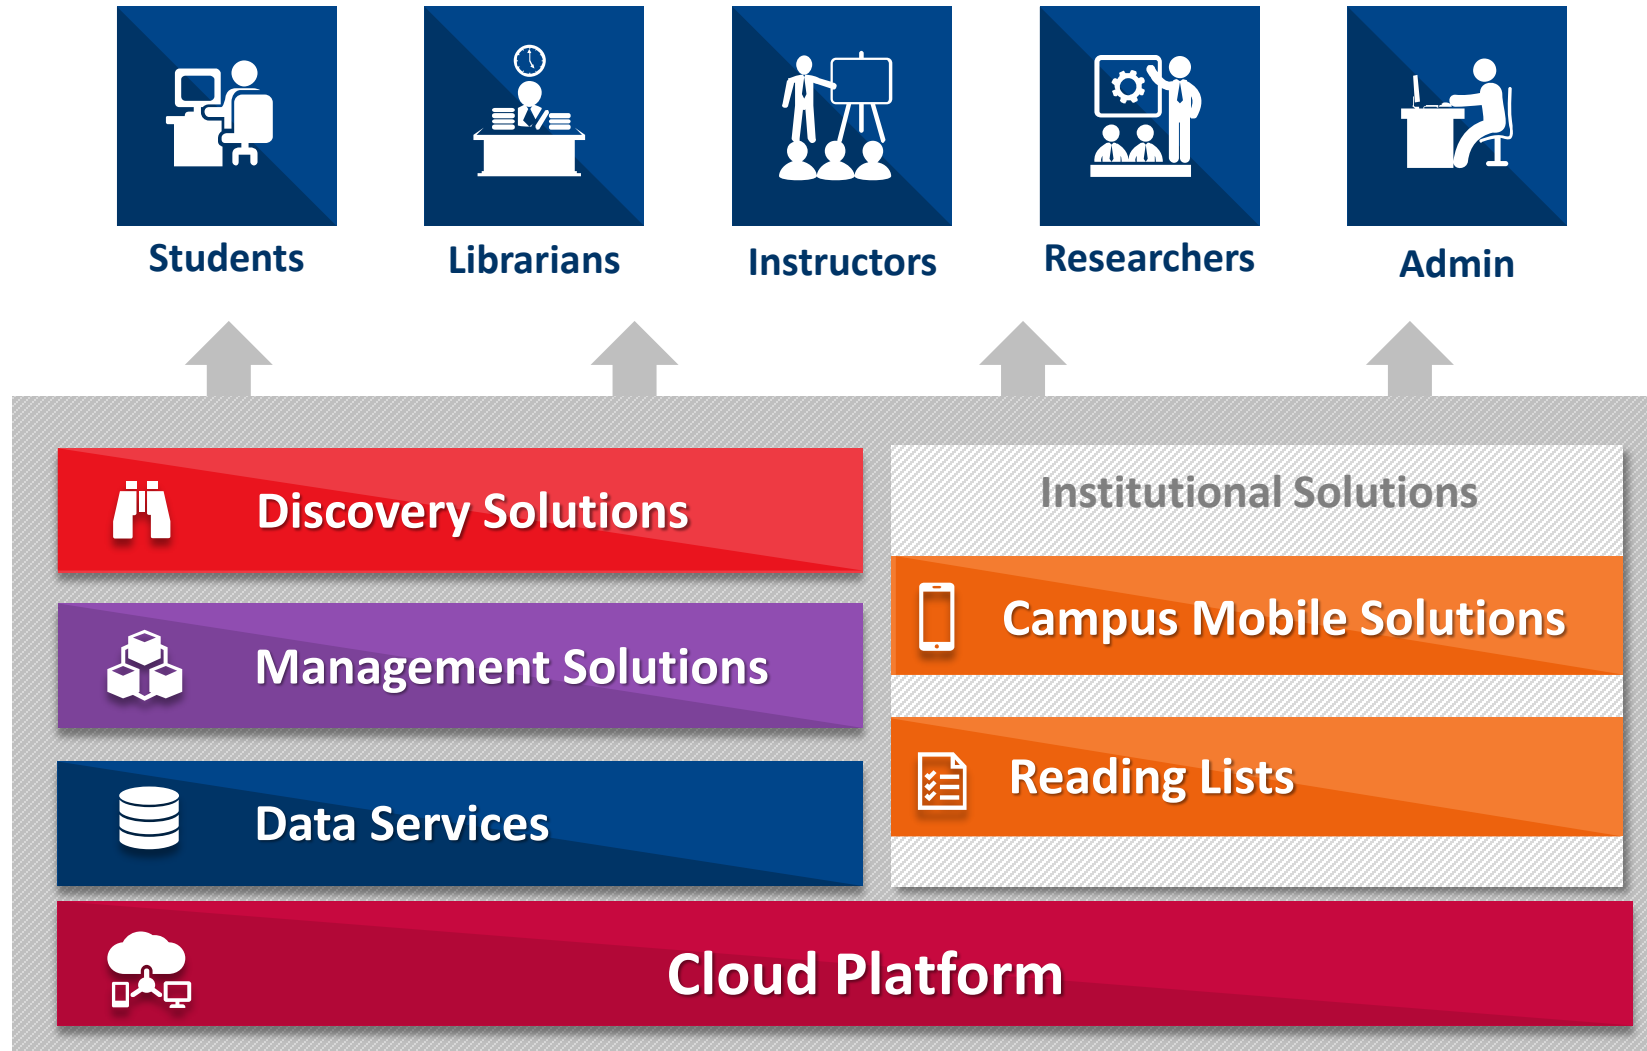 Students
Librarians
Instructors
Researchers
Admin
Discovery Solutions
Management Solutions
Data Services
Institutional Solutions
Campus Mobile Solutions
Reading Lists
Cloud Platform